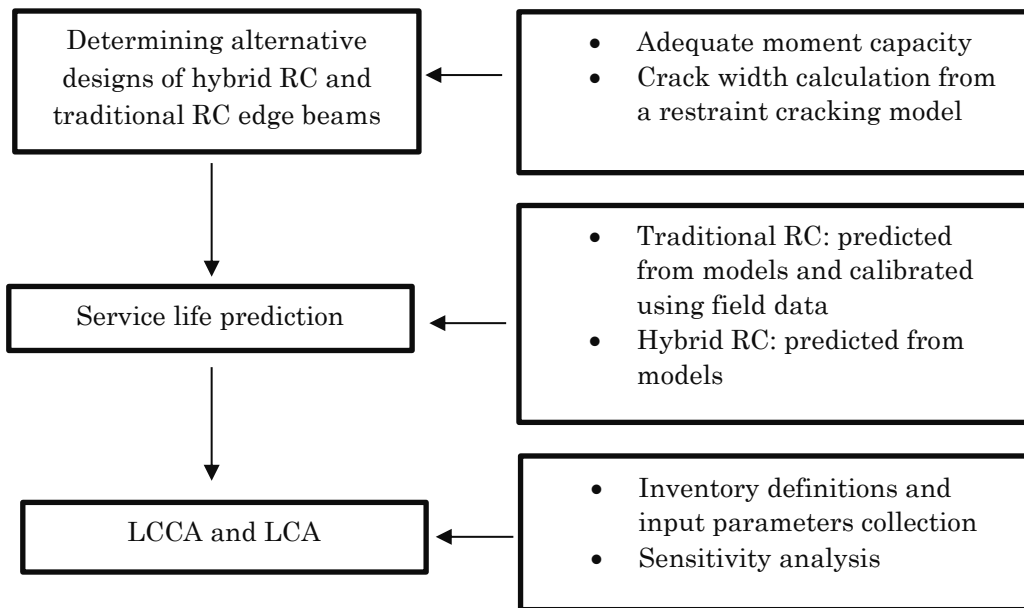 Determining alternative
designs of hybrid RC and
traditional RC edge beams
• Adequate moment capacity
• Crack width calculation from
a restraint cracking model
Service life prediction
• Traditional RC: predicted
from models and calibrated
using field data
• Hybrid RC: predicted from
models
LCCA and LCA
• Inventory definitions and
input parameters collection
• Sensitivity analysis